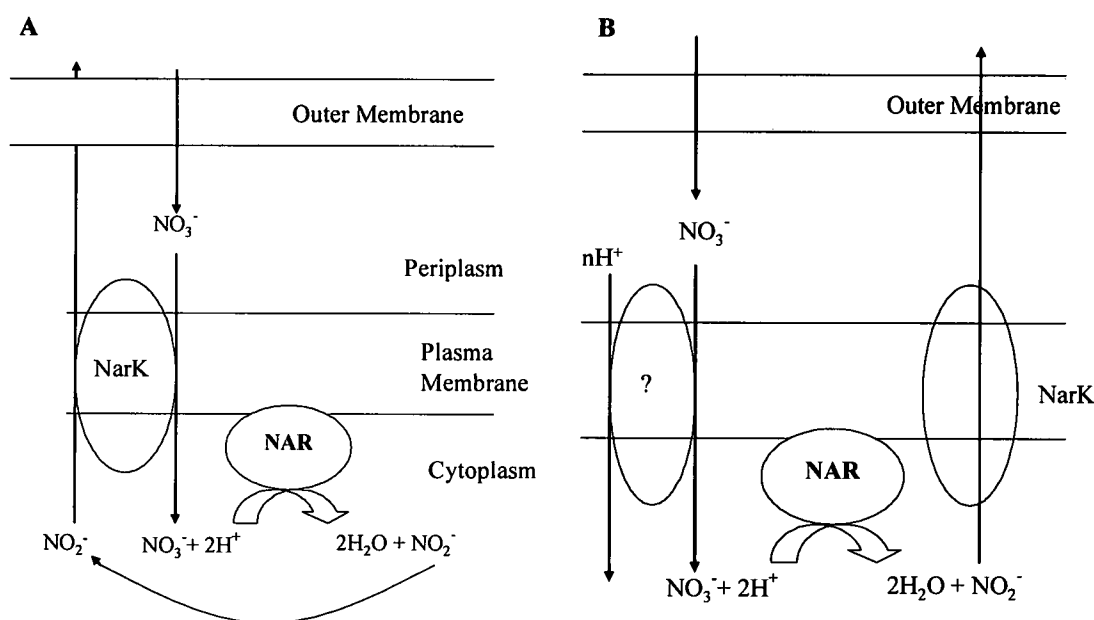 A
Outer Membrane
NO₃⁻
Periplasm
NarK
Plasma
Membrane
NAR
Cytoplasm
NO₂⁻
NO₃⁻+ 2H⁺
2H₂O + NO₂⁻
B
Outer Membrane
NO₃⁻
nH⁺
?
NarK
NAR
NO₃⁻+ 2H⁺
2H₂O + NO₂⁻